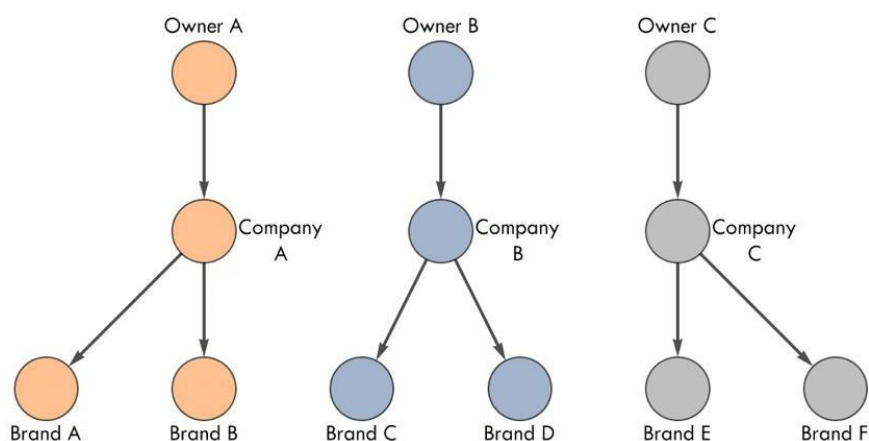 Owner A
Owner B
Owner C
Company
A
Company
B
Company
C
Brand A
Brand B
Brand C
Brand D
Brand E
Brand F